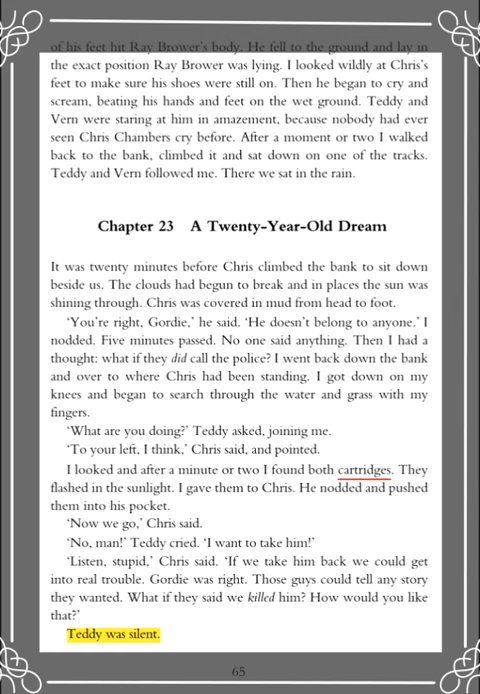 of his feet hit Ray Brower's body. He fell to the ground and lay in
the exact position Ray Brower was lying. I looked wildly at Chris's
feet to make sure his shoes were still on. Then he began to cry and
scream, beating his hands and feet on the wet ground. Teddy and
Vern were staring at him in amazement, because nobody had ever
seen Chris Chambers cry before. After a moment or two I walked
back to the bank, climbed it and sat down on one of the tracks.
Teddy and Vern followed me. There we sat in the rain.
Chapter 23 A Twenty-Year-Old Dream
It was twenty minutes before Chris climbed the bank to sit down
beside us. The clouds had begun to break and in places the sun was
shining through. Chris was covered in mud from head to foot.
'You're right, Gordie,' he said. 'He doesn't belong to anyone.' I
nodded. Five minutes passed. No one said anything. Then I had a
thought: what if they did call the police? I went back down the bank
and over to where Chris had been standing. I got down on my
knees and began to search through the water and grass with my
fingers.
'What are you doing?' Teddy asked, joining me.
'To your left, I think,' Chris said, and pointed.
I looked and after a minute or two I found both cartridges. They
flashed in the sunlight. I gave them to Chris. He nodded and pushed
them into his pocket.
'Now we go,' Chris said.
'No, man!' Teddy cried. 'I want to take him!'
'Listen, stupid,' Chris said. 'If we take him back we could get
into real trouble. Gordie was right. Those guys could tell any story
they wanted. What if they said we killed him? How would you like
that?'
Teddy was silent.
65